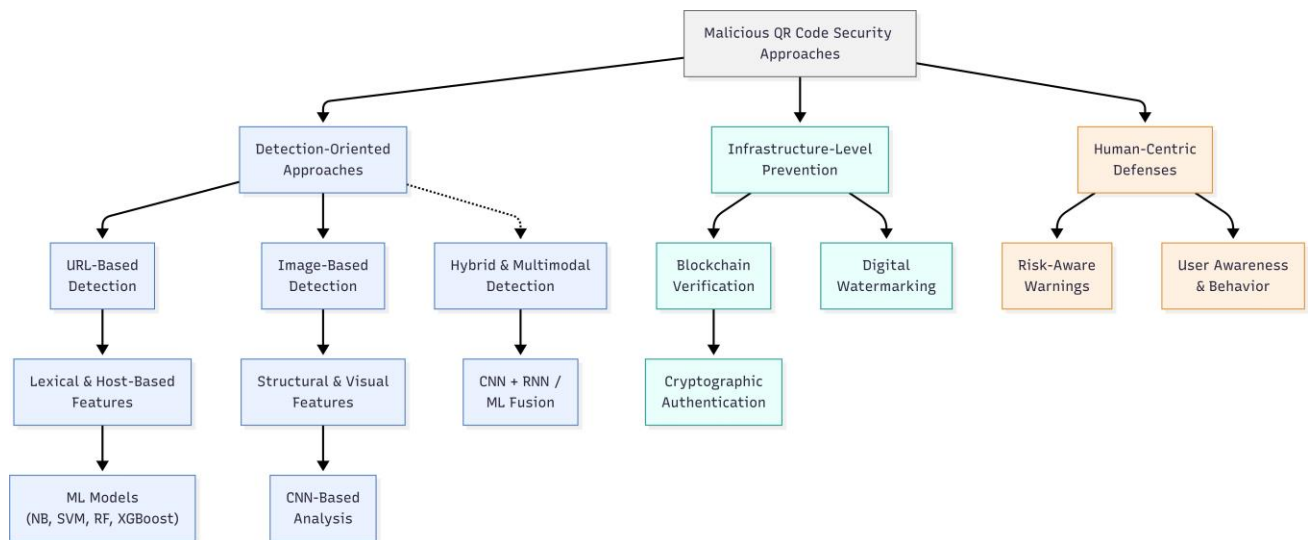 Malicious QR Code Security
Approaches
Detection-Oriented
Approaches
Infrastructure-Level
Prevention
Human-Centric
Defenses
URL-Based
Detection
Image-Based
Detection
Hybrid & Multimodal
Detection
Blockchain
Verification
Digital
Watermarking
Risk-Aware
Warnings
User Awareness
& Behavior
Lexical & Host-Based
Features
Structural & Visual
Features
CNN + RNN /
ML Fusion
Cryptographic
Authentication
ML Models
(NB, SVM, RF, XGBoost)
CNN-Based
Analysis